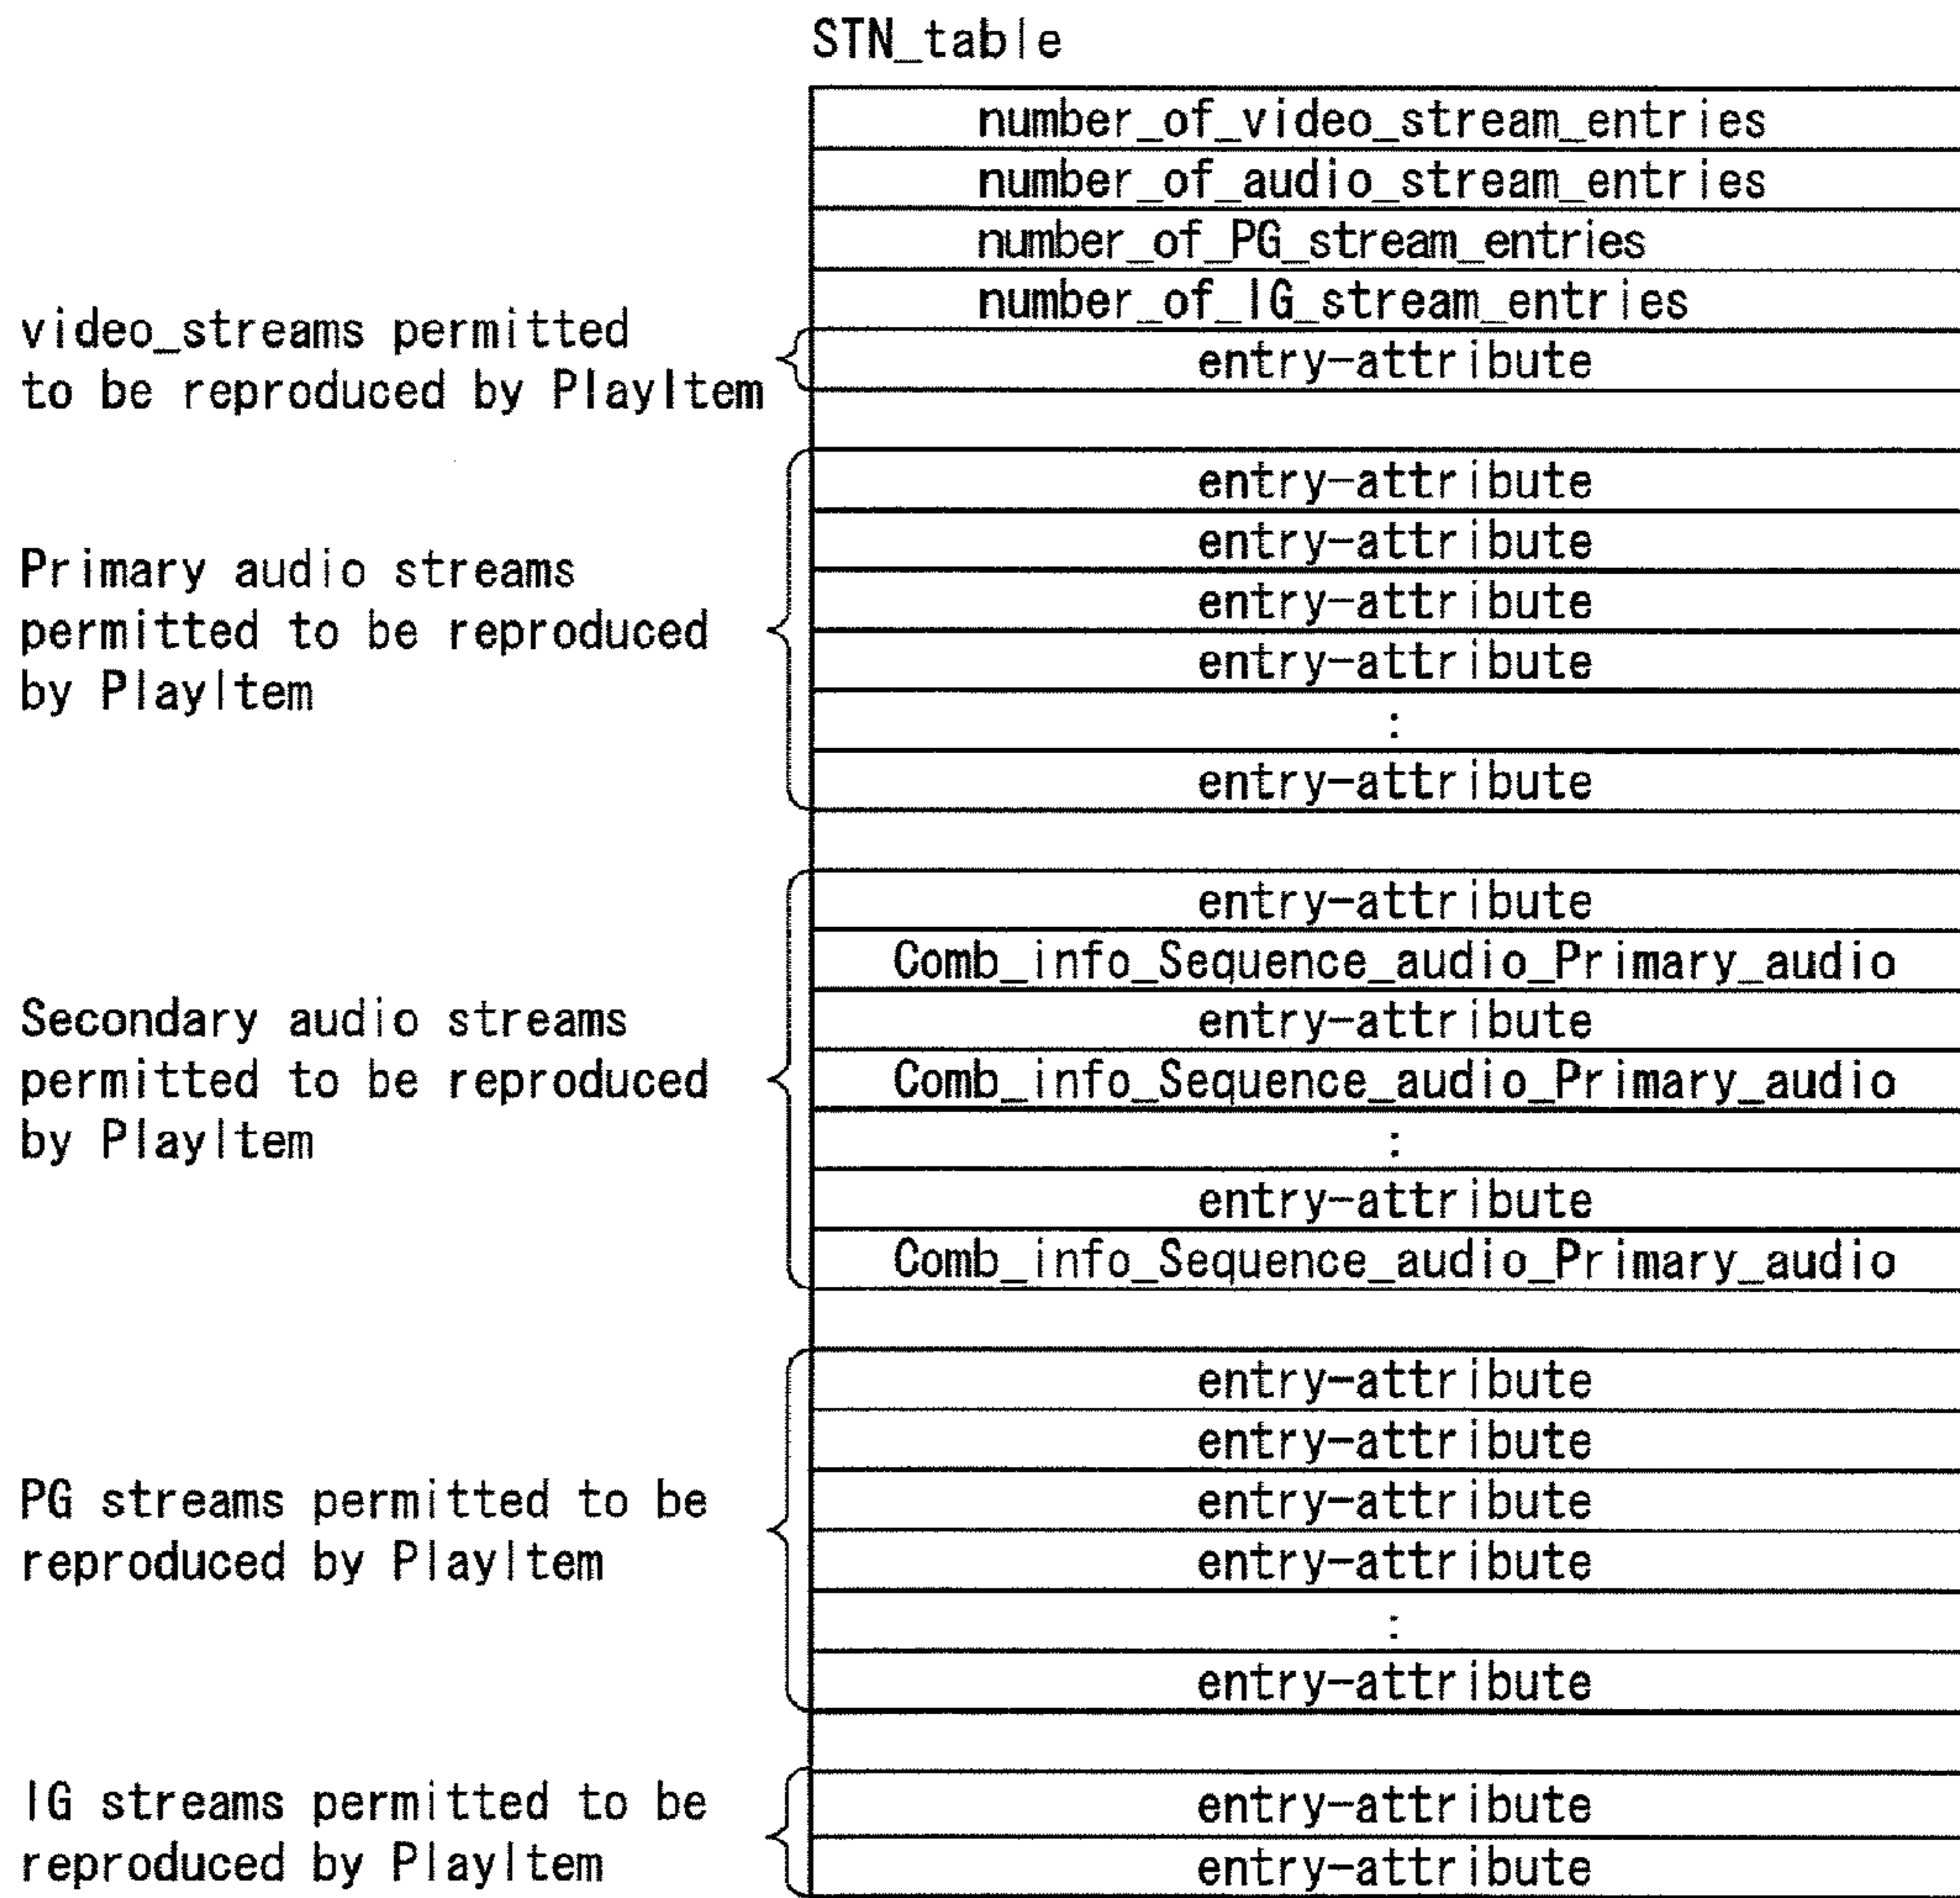 STN_table
number_of_video_stream_entries
number_of_audio_stream_entries
number_of_PG_stream_entries
number_of_IG_stream_entries
video_streams permitted
to be reproduced by PlayItem
entry-attribute
Primary audio streams
permitted to be reproduced
by PlayItem
entry-attribute
entry-attribute
entry-attribute
entry-attribute
:
entry-attribute
Secondary audio streams
permitted to be reproduced
by PlayItem
entry-attribute
Comb_info_Sequence_audio_Primary_audio
entry-attribute
Comb_info_Sequence_audio_Primary_audio
:
entry-attribute
Comb_info_Sequence_audio_Primary_audio
PG streams permitted to be
reproduced by PlayItem
entry-attribute
entry-attribute
entry-attribute
entry-attribute
:
entry-attribute
IG streams permitted to be
reproduced by PlayItem
entry-attribute
entry-attribute